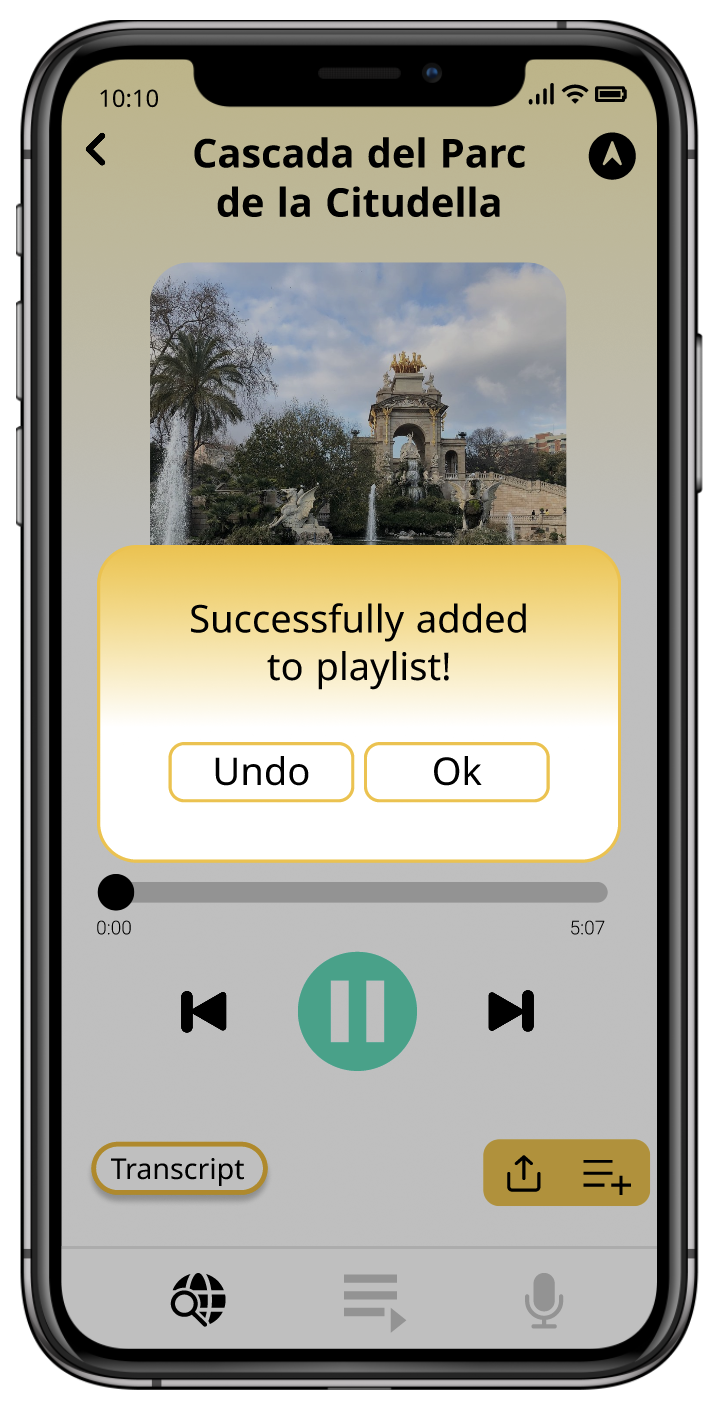 10:10
Cascada del Parc
de la Citudella
Successfully added
to playlist!
Undo Ok
0:00 5:07
Transcript